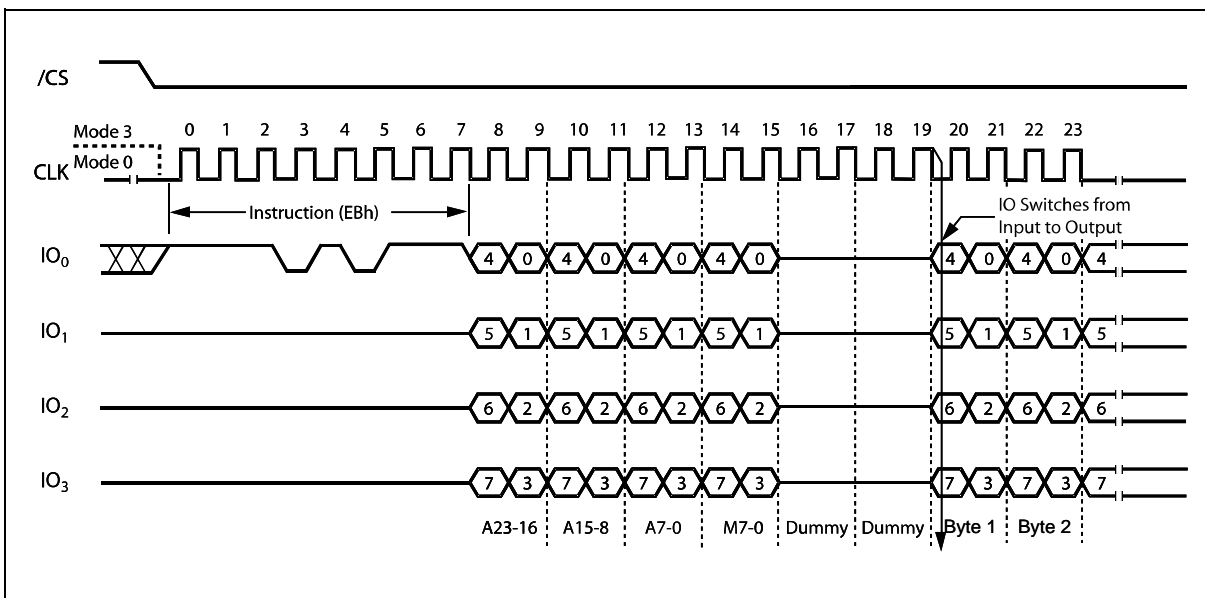 /CS
Mode 3
0 1 2 3 4 5 6 7 8 9 10 11 12 13 14 15 16 17 18 19 20 21 22 23
Mode 0
CLK
Instruction (EBh)
IO Switches from
Input to Output
IO0
4 0 4 0 4 0 4 0 4 0 4 0 4
IO1
5 1 5 1 5 1 5 1 5 1 5 1 5
IO2
6 2 6 2 6 2 6 2 6 2 6 2 6
IO3
7 3 7 3 7 3 7 3 7 3 7 3 7
A23-16 A15-8 A7-0 M7-0 Dummy Dummy Byte 1 Byte 2